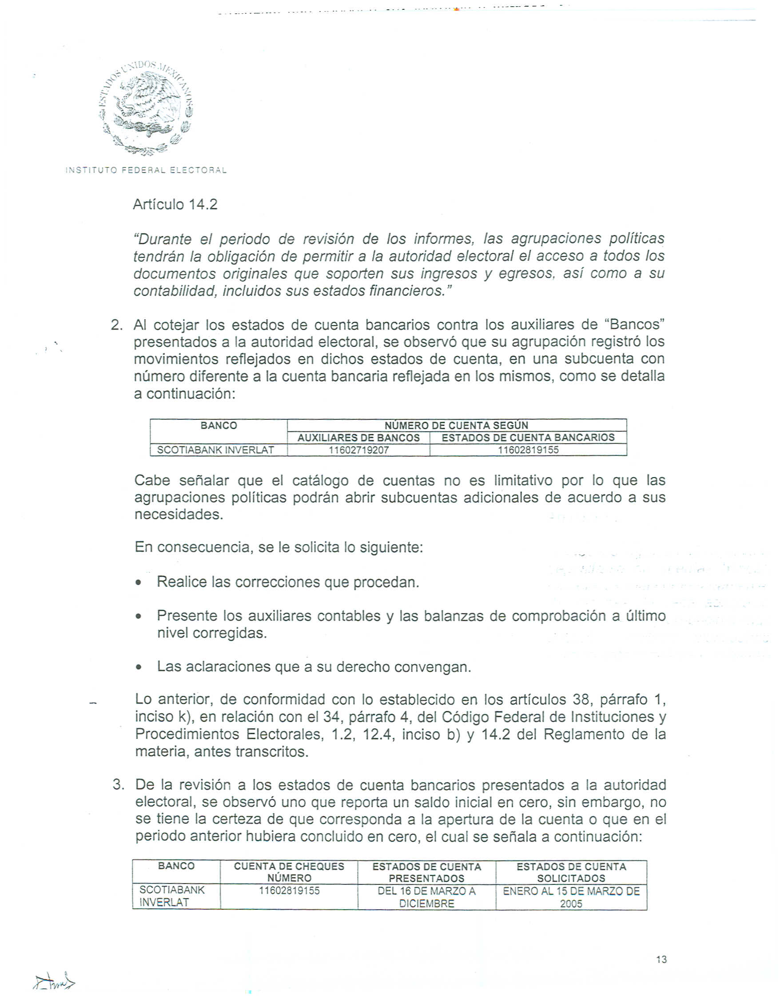 ESTADOS UNIDOS MEXICANOS
INSTITUTO FEDERAL ELECTORAL
Artículo 14.2
“Durante el periodo de revisión de los informes, las agrupaciones políticas
tendrán la obligación de permitir a la autoridad electoral el acceso a todos los
documentos originales que soporten sus ingresos y egresos, así como a su
contabilidad, incluidos sus estados financieros.”
2. Al cotejar los estados de cuenta bancarios contra los auxiliares de “Bancos”
presentados a la autoridad electoral, se observó que su agrupación registró los
movimientos reflejados en dichos estados de cuenta, en una subcuenta con
número diferente a la cuenta bancaria reflejada en los mismos, como se detalla
a continuación:
BANCO NÚMERO DE CUENTA SEGÚN
AUXILIARES DE BANCOS ESTADOS DE CUENTA BANCARIOS
SCOTIABANK INVERLAT 11602719207 11602819155
Cabe señalar que el catálogo de cuentas no es limitativo por lo que las
agrupaciones políticas podrán abrir subcuentas adicionales de acuerdo a sus
necesidades.
En consecuencia, se le solicita lo siguiente:
• Realice las correcciones que procedan.
• Presente los auxiliares contables y las balanzas de comprobación a último
nivel corregidas.
• Las aclaraciones que a su derecho convengan.
Lo anterior, de conformidad con lo establecido en los artículos 38, párrafo 1,
inciso k), en relación con el 34, párrafo 4, del Código Federal de Instituciones y
Procedimientos Electorales, 1.2, 12.4, inciso b) y 14.2 del Reglamento de la
materia, antes transcritos.
3. De la revisión a los estados de cuenta bancarios presentados a la autoridad
electoral, se observó uno que reporta un saldo inicial en cero, sin embargo, no
se tiene la certeza de que corresponda a la apertura de la cuenta o que en el
periodo anterior hubiera concluido en cero, el cual se señala a continuación:
BANCO CUENTA DE CHEQUES ESTADOS DE CUENTA ESTADOS DE CUENTA
NÚMERO PRESENTADOS SOLICITADOS
SCOTIABANK 11602819155 DEL 16 DE MARZO A ENERO AL 15 DE MARZO DE
INVERLAT DICIEMBRE 2005
13